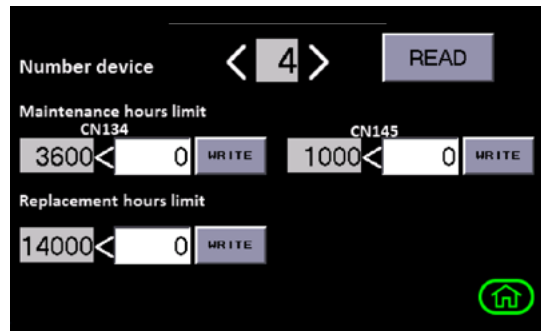 Number device < 4 > READ
Maintenance hours limit
CN134 CN145
3600 < 0 WRITE 1000 < 0 WRITE
Replacement hours limit
14000 < 0 WRITE